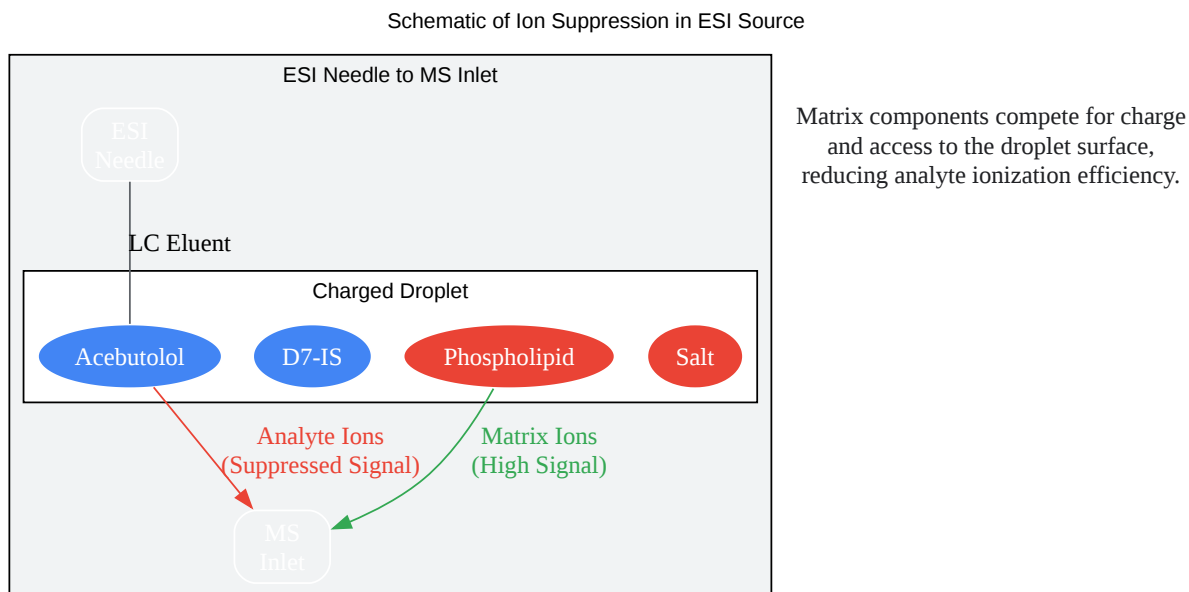 Schematic of Ion Suppression in ESI Source
ESI Needle to MS Inlet
ESI
Needle
Matrix components compete for charge
and access to the droplet surface,
reducing analyte ionization efficiency.
LC Eluent
Charged Droplet
Acebutolol
D7-IS
Phospholipid
Salt
Analyte Ions
(Suppressed Signal)
Matrix Ions
(High Signal)
MS
Inlet